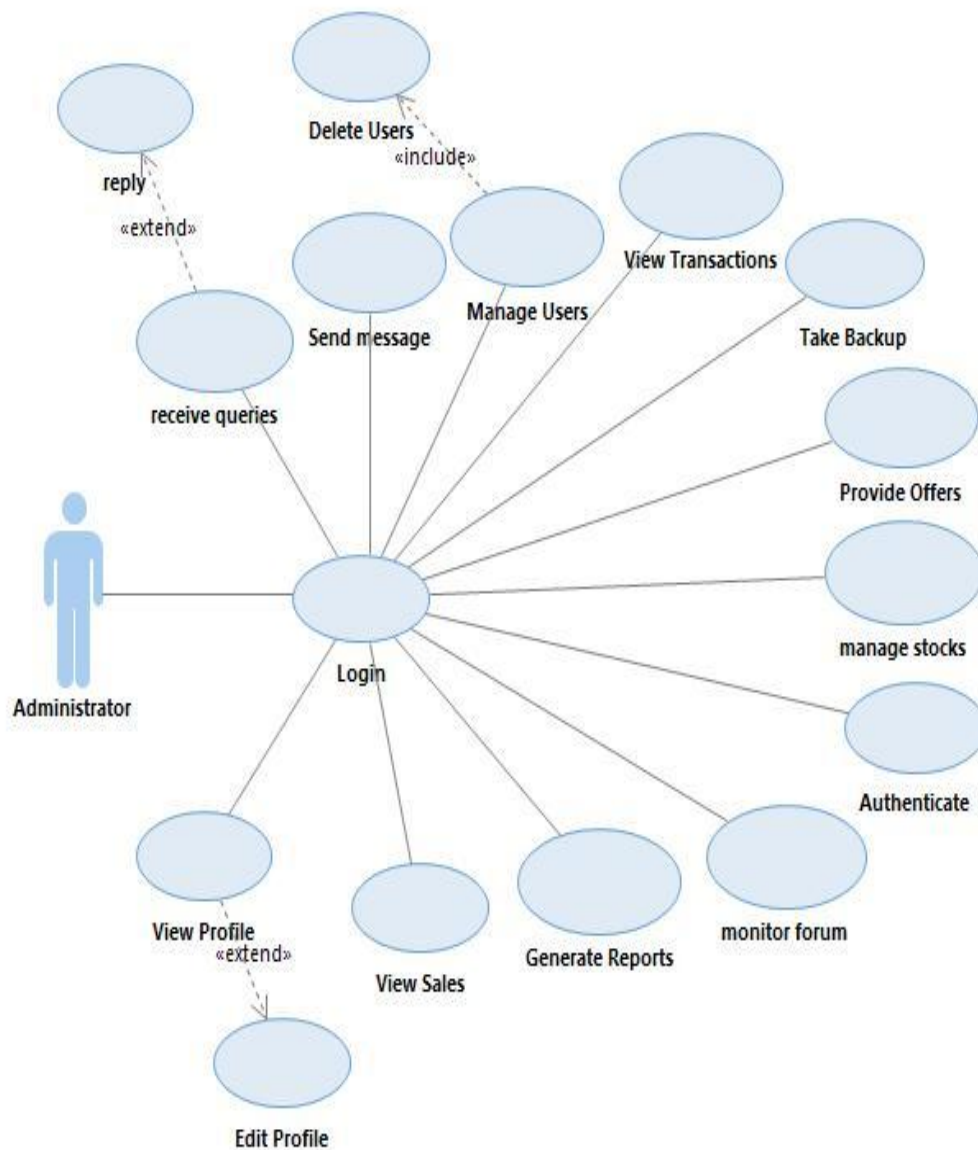 Delete Users
«include»
reply
«extend»
View Transactions
Manage Users
Send message
Take Backup
receive queries
Provide Offers
manage stocks
Login
Administrator
Authenticate
View Profile
«extend»
monitor forum
Generate Reports
View Sales
Edit Profile